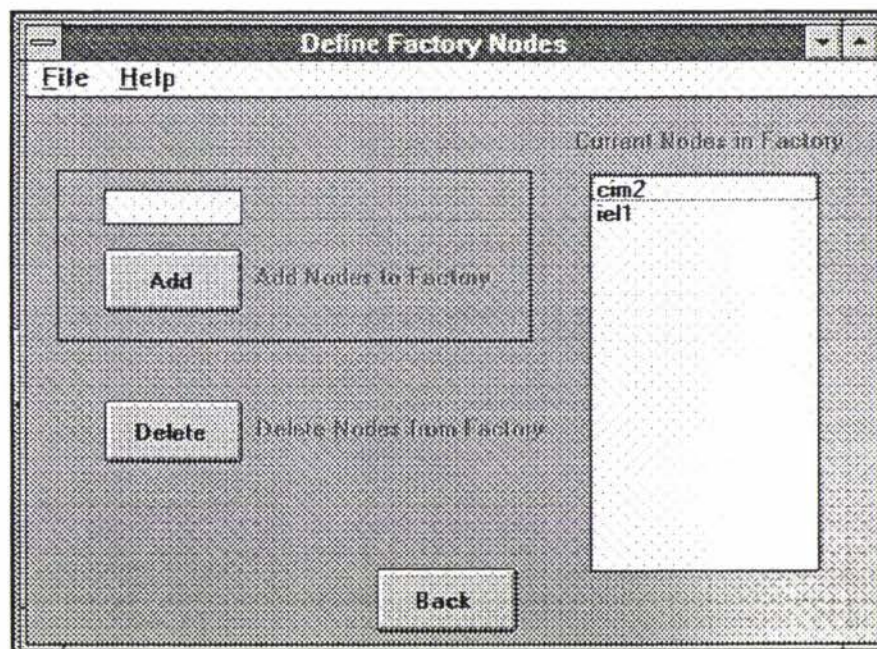 Define Factory Nodes
File Help
Current Nodes in Factory
cim2
iel1
Add
Add Nodes to Factory
Delete
Delete Nodes from Factory
Back